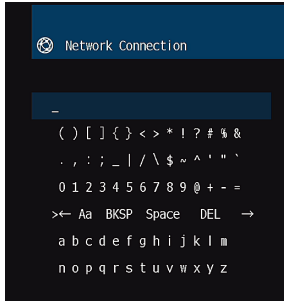 Network Connection
_
( ) [ ] { } < > * ! ? # % &
. , : ; _ | / \ $ ~ ^ ' " `
0 1 2 3 4 5 6 7 8 9 @ + - =
>← Aa BKSP Space DEL →
a b c d e f g h i j k l m
n o p q r s t u v w x y z